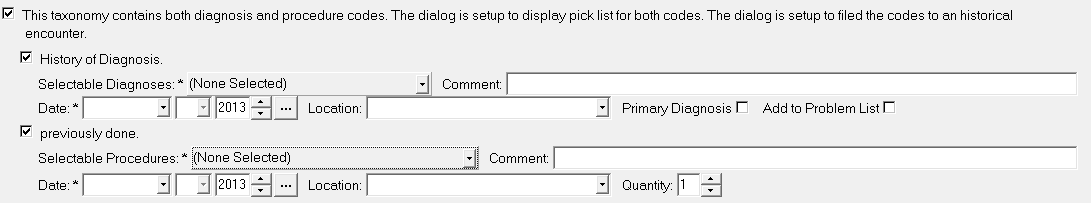 This taxonomy contains both diagnosis and procedure codes. The dialog is setup to display pick list for both codes. The dialog is setup to filed the codes to an historical
encounter.
History of Diagnosis.
Selectable Diagnoses: * (None Selected) Comment:
Date: * 2013 ... Location: Primary Diagnosis Add to Problem List
previously done.
Selectable Procedures: * (None Selected) Comment:
Date: * 2013 ... Location: Quantity: 1